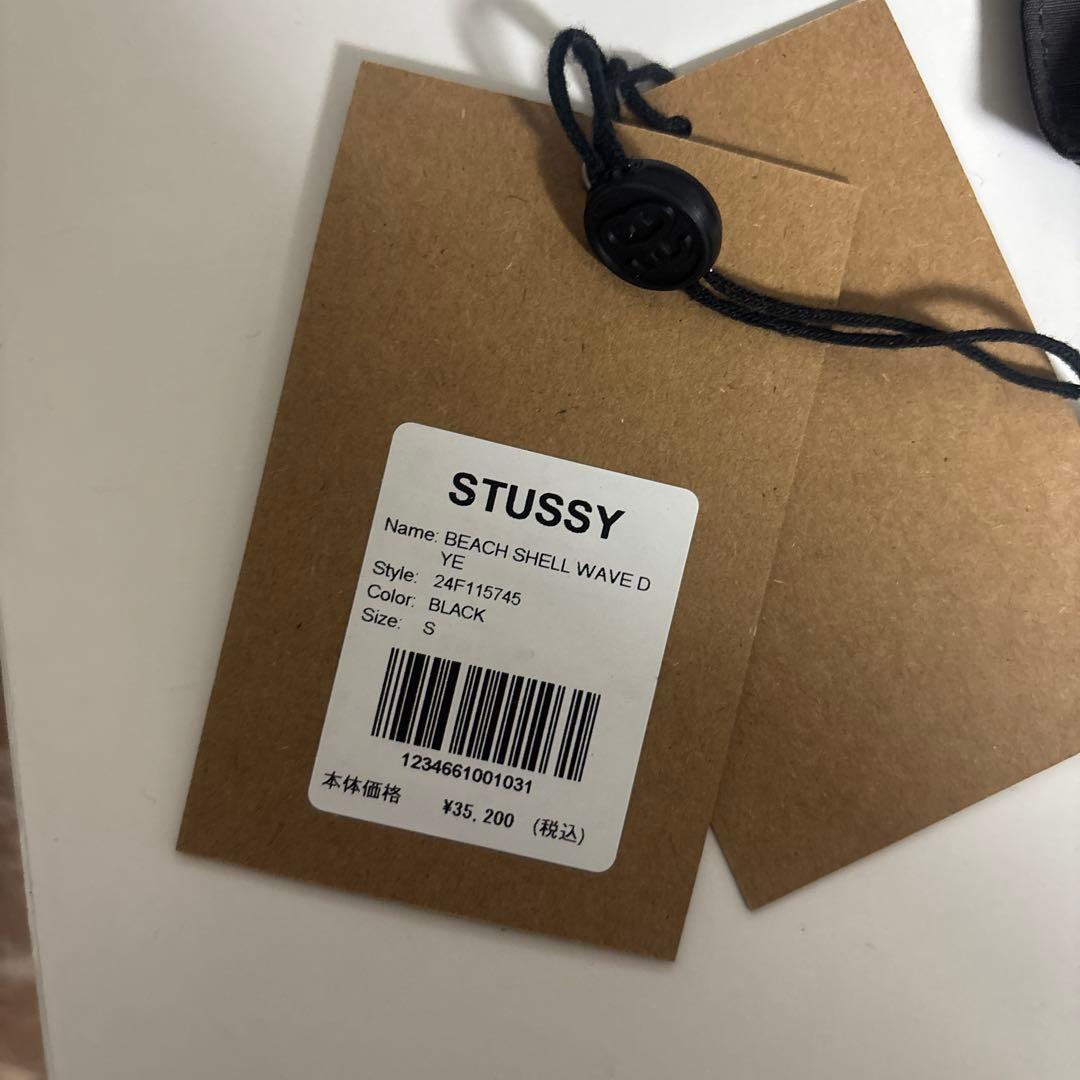 STUSSY
Name: BEACH SHELL WAVE D
YE
Style: 24F115745
Color: BLACK
Size: S
1234661001031
本体価格 ¥35. 200 (税込)